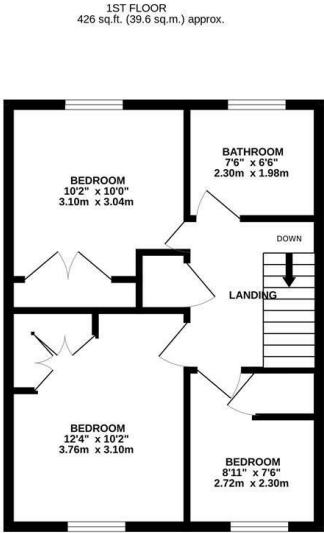 1ST FLOOR
426 sq.ft. (39.6 sq.m.) approx.
BEDROOM
10'2" x 10'0"
3.10m x 3.04m
BATHROOM
7'6" x 6'6"
2.30m x 1.98m
DOWN
LANDING
BEDROOM
12'4" x 10'2"
3.76m x 3.10m
BEDROOM
8'11" x 7'6"
2.72m x 2.30m